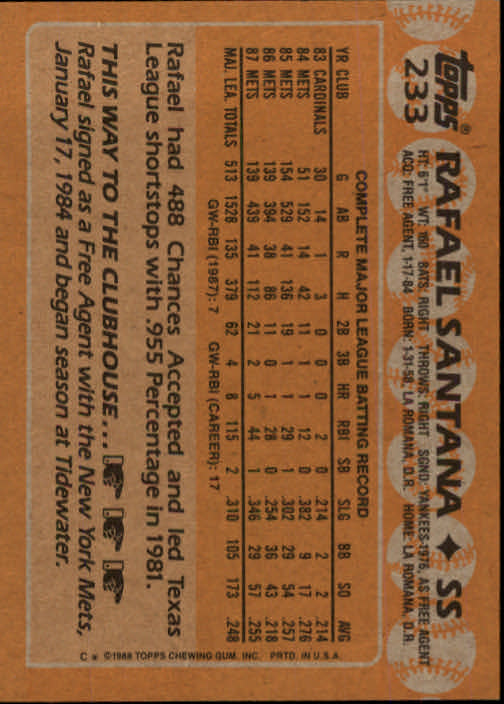 Topps®
233
RAFAEL SANTANA ♦ SS
HT: 6'1" WT: 160 BATS: RIGHT THROWS: RIGHT SGND: YANKEES-1976, AS FREE AGENT
ACQ: FREE AGENT, 1-17-84 BORN: 1-31-58, LA ROMANA, D.R. HOME: LA ROMANA, D.R.
COMPLETE MAJOR LEAGUE BATTING RECORD
YR CLUB G AB R H 2B 3B HR RBI SB SLG BB SO AVG
83 CARDINALS 30 14 1 3 0 0 0 2 0 .214 2 2 .214
84 METS 51 152 14 42 11 1 1 12 0 .382 9 17 .276
85 METS 154 529 41 136 19 1 1 29 1 .302 29 54 .257
86 METS 139 394 38 86 11 0 1 28 0 .254 36 43 .218
87 METS 139 439 41 112 21 2 5 44 1 .346 29 57 .255
MAJ. LEA. TOTALS 513 1528 135 379 62 4 8 115 2 .310 105 173 .248
GW-RBI (1987): 7 GW-RBI (CAREER): 17
Rafael had 488 Chances Accepted and led Texas
League shortstops with .955 Percentage in 1981.
THIS WAY TO THE CLUBHOUSE...
Rafael signed as a Free Agent with the New York Mets,
January 17, 1984 and began season at Tidewater.
C * ©1988 TOPPS CHEWING GUM, INC. PRTD. IN U.S.A.